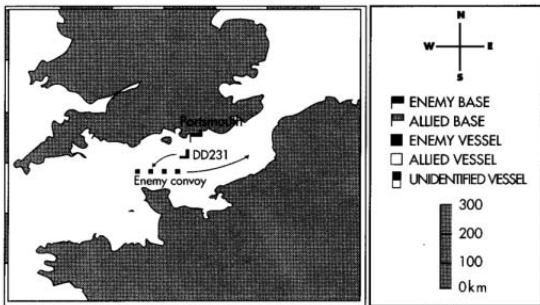 Portsmouth
DD231
Enemy convoy
N
W
E
S
ENEMY BASE
ALLIED BASE
ENEMY VESSEL
ALLIED VESSEL
UNIDENTIFIED VESSEL
300
200
100
0km